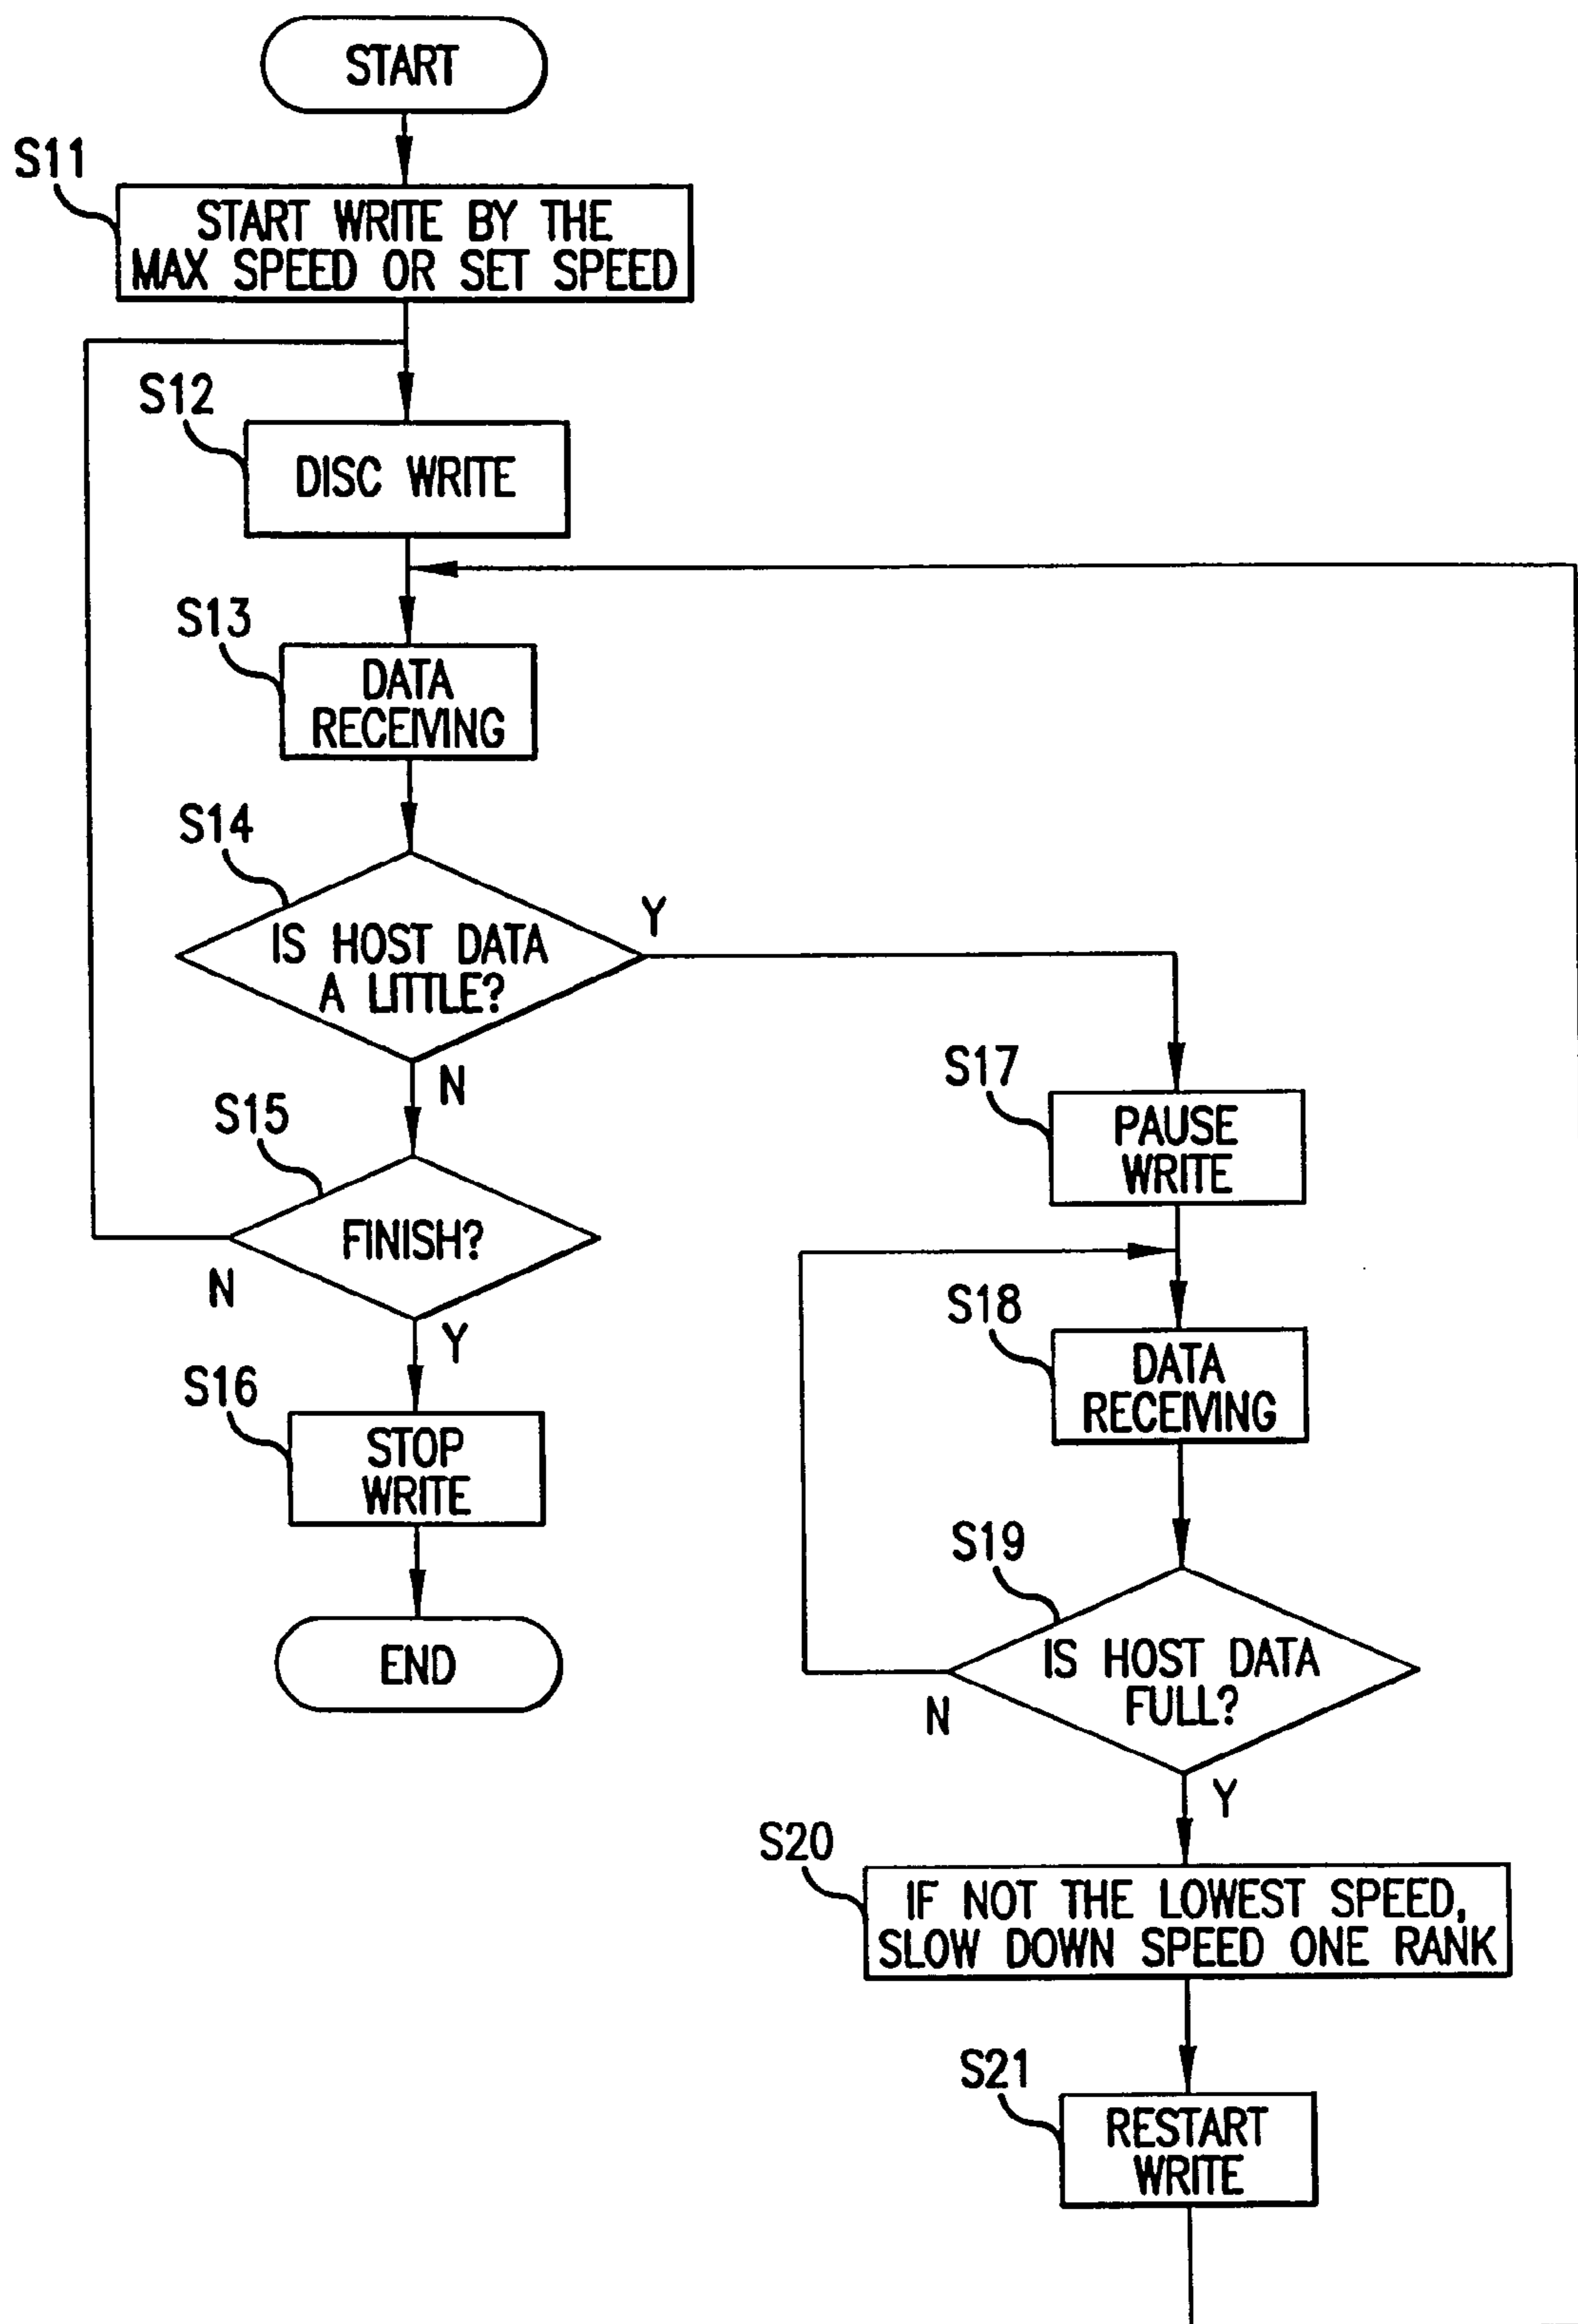 START
S11
START WRITE BY THE
MAX SPEED OR SET SPEED
S12
DISC WRITE
S13
DATA
RECEIVING
S14
IS HOST DATA
A LITTLE?
Y
N
S15
FINISH?
N
Y
S16
STOP
WRITE
END
S17
PAUSE
WRITE
S18
DATA
RECEIVING
S19
IS HOST DATA
FULL?
N
Y
S20
IF NOT THE LOWEST SPEED,
SLOW DOWN SPEED ONE RANK
S21
RESTART
WRITE